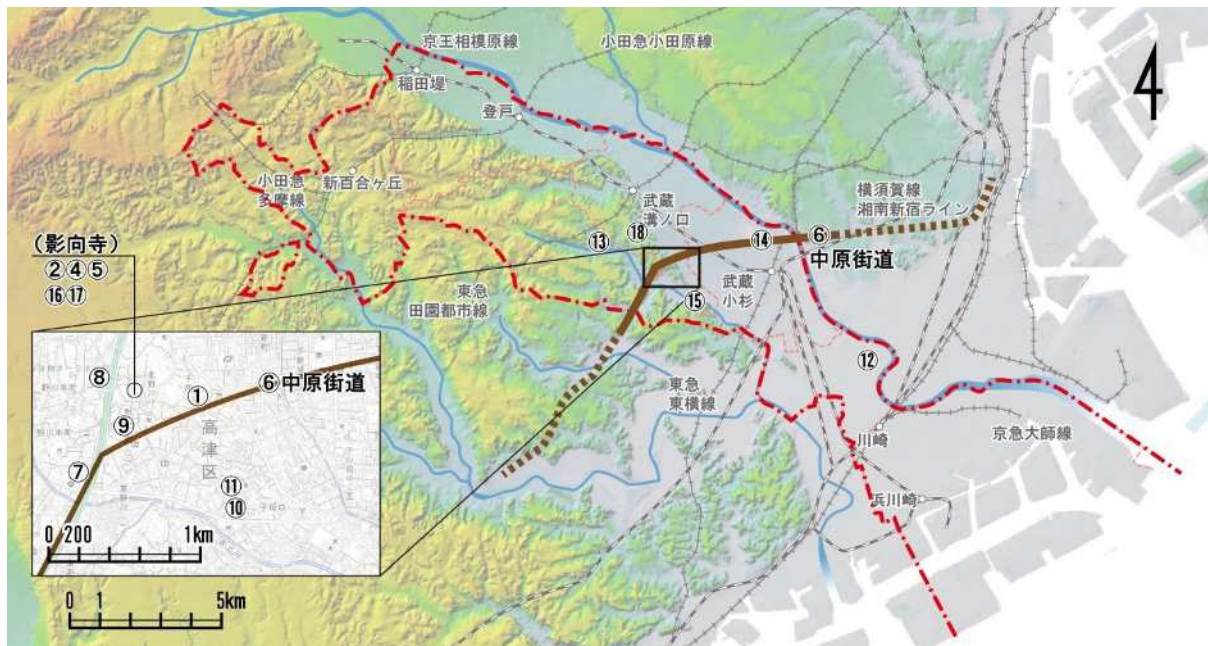 4
京王相模原線
小田急小田原線
稲田堤
登戸
小田急
多摩線
新百合ヶ丘
武蔵
溝ノ口
横須賀線
湘南新宿ライン
(影向寺)
②④⑤
⑯⑰
⑬
⑱
⑭
⑥
中原街道
武蔵
小杉
⑮
東急
田園都市線
⑫
東急
東横線
川崎
京急大師線
浜川崎
⑧
①
⑥中原街道
⑨
高津区
⑦
⑪
⑩
子母口
0 200 1km
0 1 5km